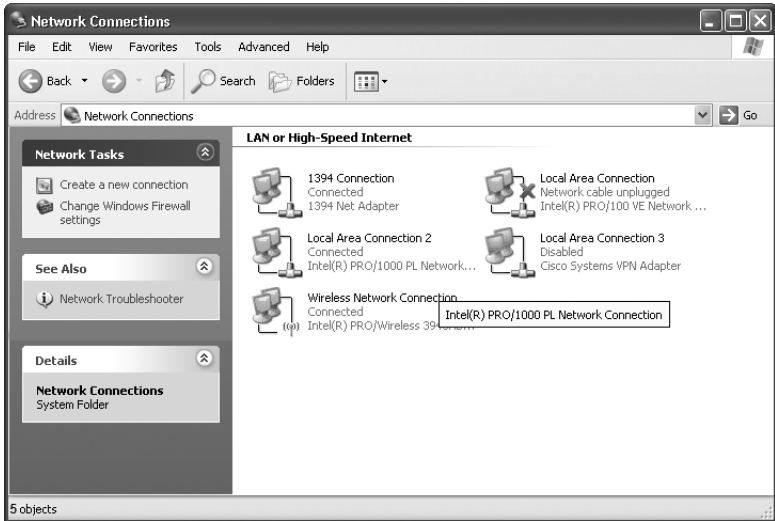 Network Connections
File Edit View Favorites Tools Advanced Help
Back Search Folders
Address Network Connections Go
Network Tasks
Create a new connection
Change Windows Firewall
settings
See Also
Network Troubleshooter
Details
Network Connections
System Folder
LAN or High-Speed Internet
1394 Connection
Connected
1394 Net Adapter
Local Area Connection
Network cable unplugged
Intel(R) PRO/100 VE Network ...
Local Area Connection 2
Connected
Intel(R) PRO/1000 PL Network...
Local Area Connection 3
Disabled
Cisco Systems VPN Adapter
Wireless Network Connection
Connected
Intel(R) PRO/Wireless
Intel(R) PRO/1000 PL Network Connection
5 objects